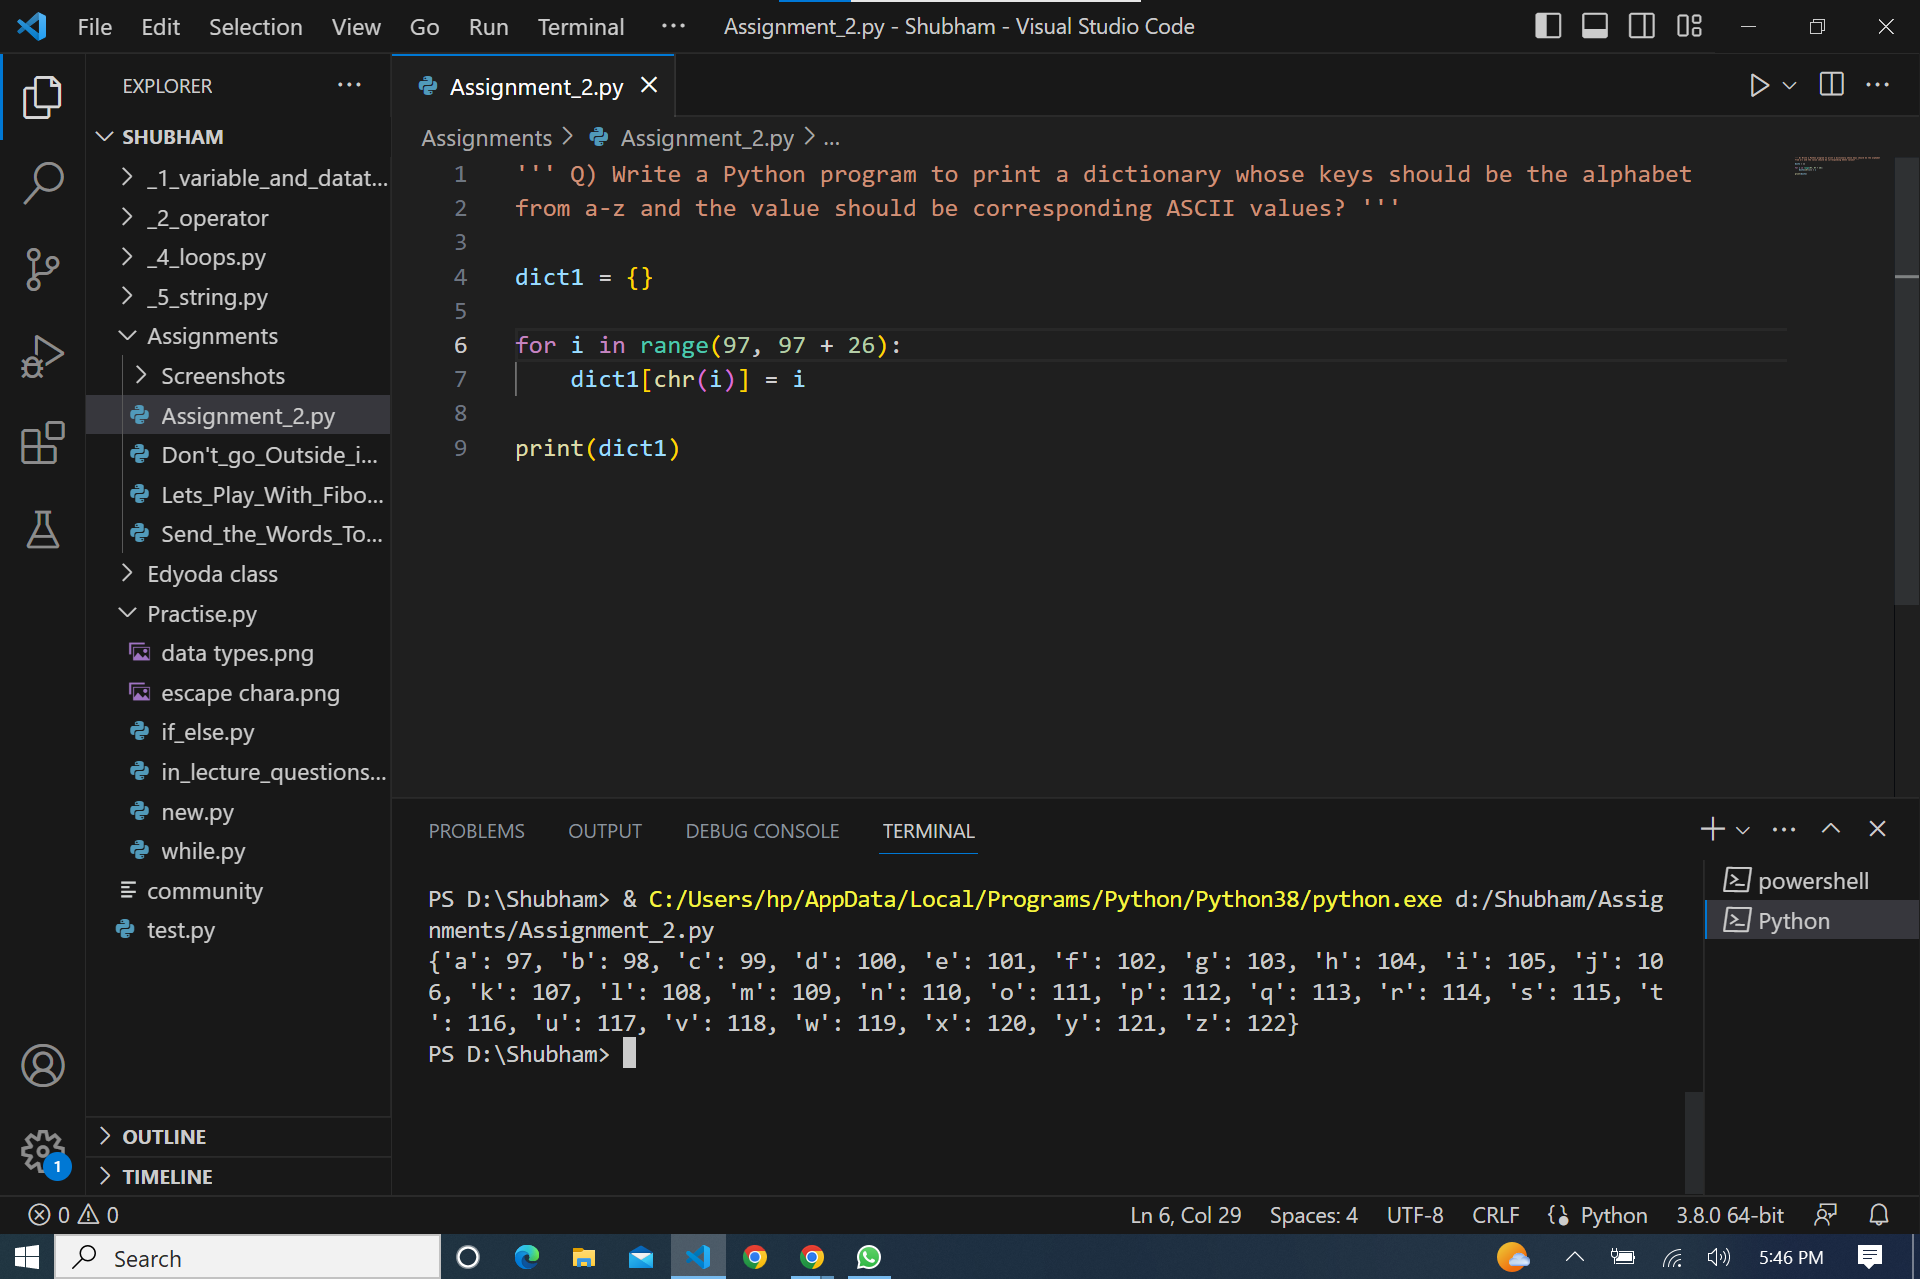 File Edit Selection View Go Run Terminal ··· Assignment_2.py - Shubham - Visual Studio Code
EXPLORER ···
SHUBHAM
_1_variable_and_datat...
_2_operator
_4_loops.py
_5_string.py
Assignments
Screenshots
Assignment_2.py
Don't_go_Outside_i...
Lets_Play_With_Fibo...
Send_the_Words_To...
Edyoda class
Practise.py
data types.png
escape chara.png
if_else.py
in_lecture_questions...
new.py
while.py
community
test.py
OUTLINE
TIMELINE
1
Assignment_2.py
Assignments > Assignment_2.py > ...
1 ''' Q) Write a Python program to print a dictionary whose keys should be the alphabet
2 from a-z and the value should be corresponding ASCII values? '''
3
4 dict1 = {}
5
6 for i in range(97, 97 + 26):
7     dict1[chr(i)] = i
8
9 print(dict1)
PROBLEMS OUTPUT DEBUG CONSOLE TERMINAL
PS D:\Shubham> & C:/Users/hp/AppData/Local/Programs/Python/Python38/python.exe d:/Shubham/Assig
nments/Assignment_2.py
{'a': 97, 'b': 98, 'c': 99, 'd': 100, 'e': 101, 'f': 102, 'g': 103, 'h': 104, 'i': 105, 'j': 10
6, 'k': 107, 'l': 108, 'm': 109, 'n': 110, 'o': 111, 'p': 112, 'q': 113, 'r': 114, 's': 115, 't
': 116, 'u': 117, 'v': 118, 'w': 119, 'x': 120, 'y': 121, 'z': 122}
PS D:\Shubham>
powershell
Python
0 0 Ln 6, Col 29 Spaces: 4 UTF-8 CRLF Python 3.8.0 64-bit
Search 5:46 PM